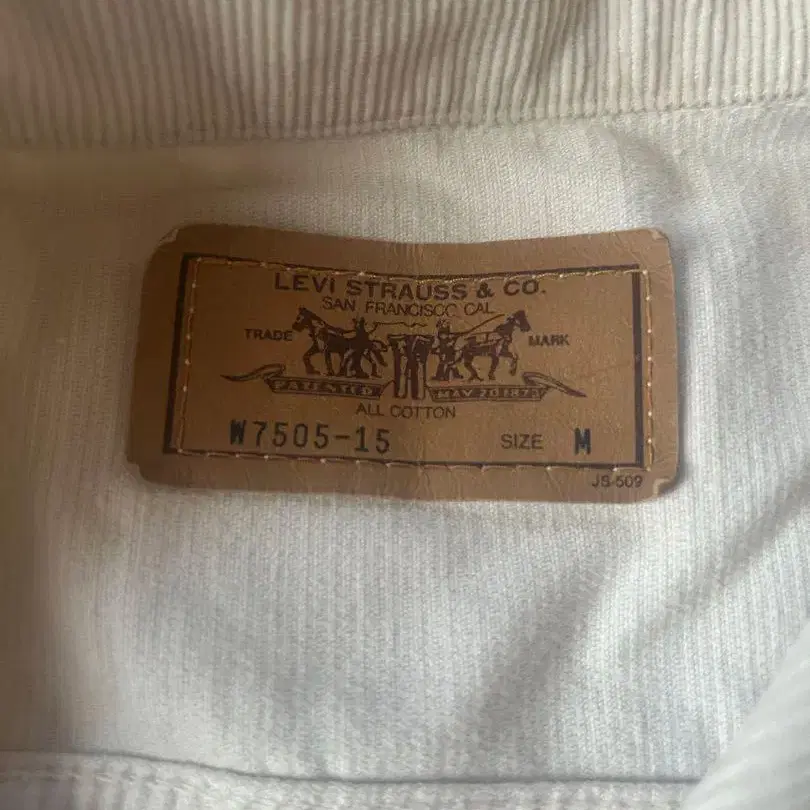 LEVI STRAUSS & CO.
SAN FRANCISCO CAL
TRADE MARK
PATENTED MAY 20 1873
ALL COTTON
W7505-15 SIZE M
JS 509